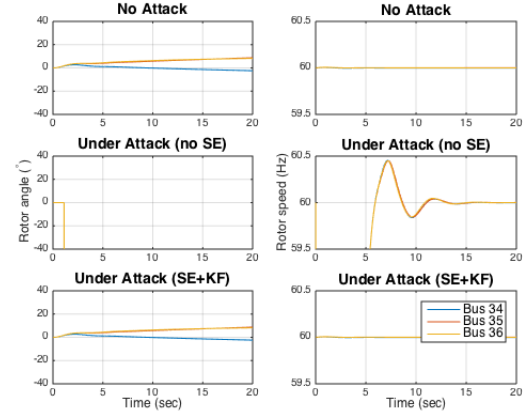 No Attack
40
20
0
-20
-40
0 5 10 15 20
No Attack
60.5
60
59.5
0 5 10 15 20
Under Attack (no SE)
Rotor angle (°)
40
20
0
-20
-40
0 5 10 15 20
Under Attack (no SE)
Rotor speed (Hz)
60.5
60
59.5
0 5 10 15 20
Under Attack (SE+KF)
40
20
0
-20
-40
0 5 10 15 20
Time (sec)
Under Attack (SE+KF)
60.5
60
59.5
Bus 34
Bus 35
Bus 36
0 5 10 15 20
Time (sec)